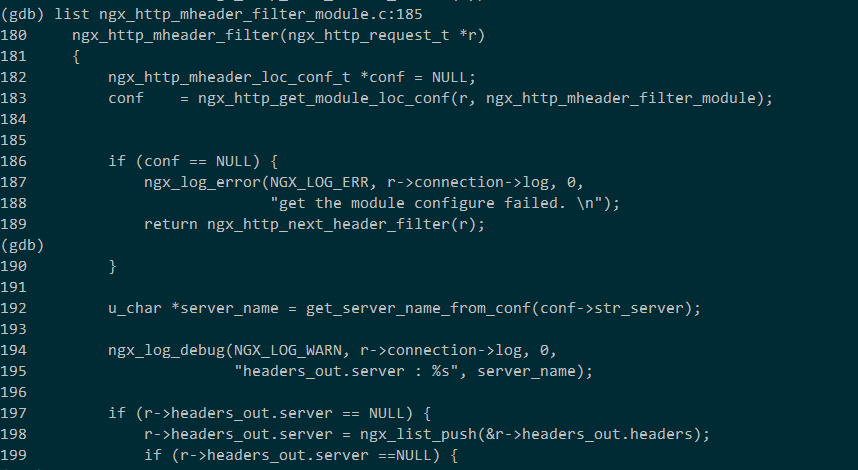 (gdb) list ngx_http_mheader_filter_module.c:185
180     ngx_http_mheader_filter(ngx_http_request_t *r)
181     {
182         ngx_http_mheader_loc_conf_t *conf = NULL;
183         conf    = ngx_http_get_module_loc_conf(r, ngx_http_mheader_filter_module);
184
185
186         if (conf == NULL) {
187             ngx_log_error(NGX_LOG_ERR, r->connection->log, 0,
188                           "get the module configure failed. \n");
189             return ngx_http_next_header_filter(r);
(gdb)
190         }
191
192         u_char *server_name = get_server_name_from_conf(conf->str_server);
193
194         ngx_log_debug(NGX_LOG_WARN, r->connection->log, 0,
195                       "headers_out.server : %s", server_name);
196
197         if (r->headers_out.server == NULL) {
198             r->headers_out.server = ngx_list_push(&r->headers_out.headers);
199             if (r->headers_out.server ==NULL) {